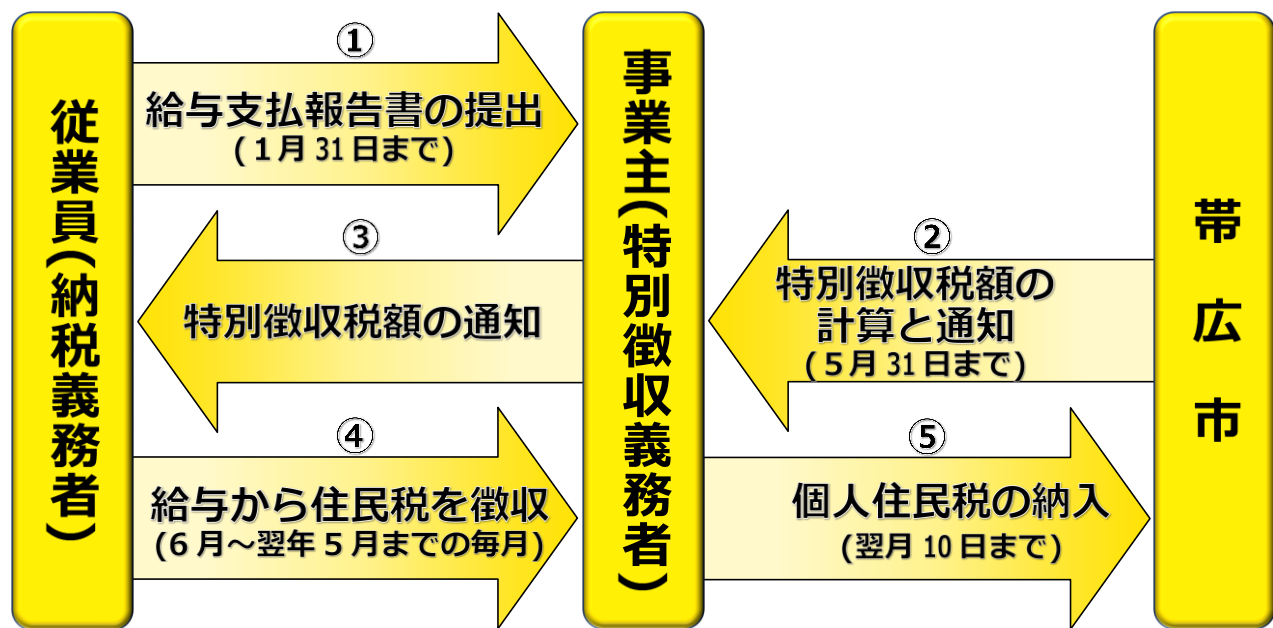 従業員(納税義務者)
①
給与支払報告書の提出
(1月31日まで)
③
特別徴収税額の通知
④
給与から住民税を徴収
(6月～翌年5月までの毎月)
事業主(特別徴収義務者)
②
特別徴収税額の
計算と通知
(5月31日まで)
⑤
個人住民税の納入
(翌月10日まで)
帯広市